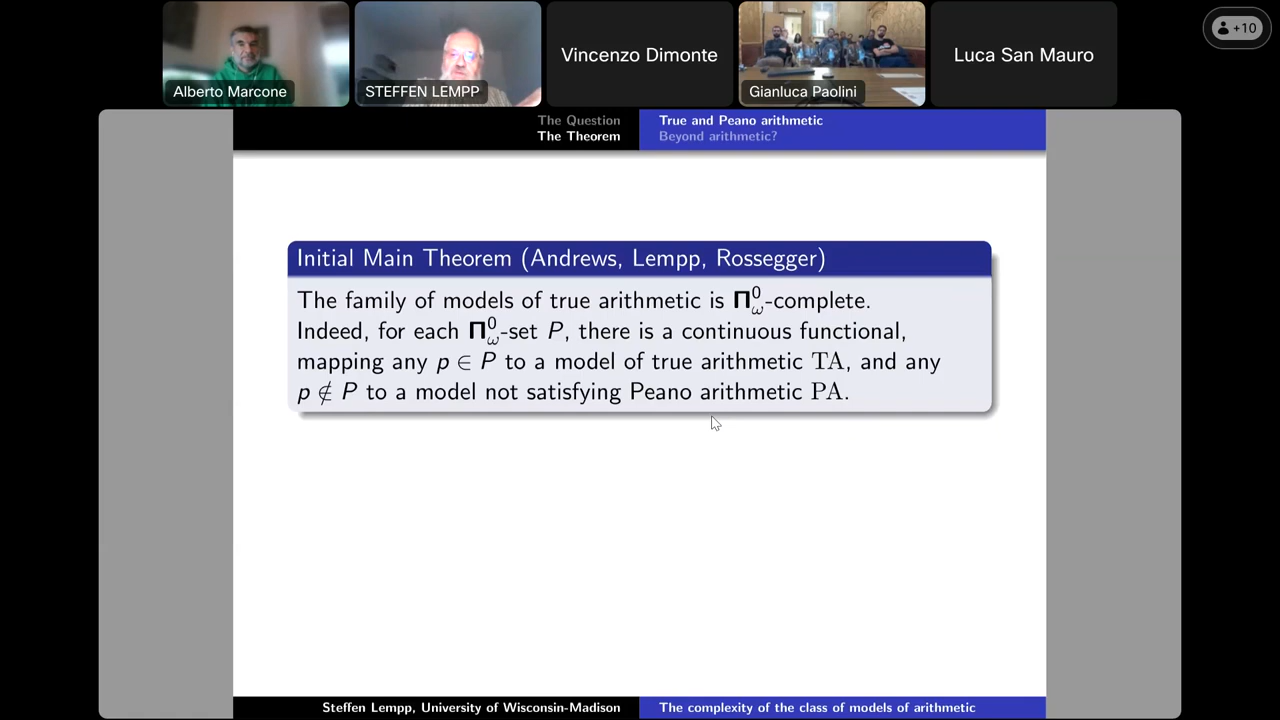 Alberto Marcone
STEFFEN LEMPP
Vincenzo Dimonte
Gianluca Paolini
Luca San Mauro
+10
The Question
The Theorem
True and Peano arithmetic
Beyond arithmetic?
Initial Main Theorem (Andrews, Lempp, Rossegger)
The family of models of true arithmetic is 𝚷⁰_ω-complete.
Indeed, for each 𝚷⁰_ω-set P, there is a continuous functional,
mapping any p ∈ P to a model of true arithmetic TA, and any
p ∉ P to a model not satisfying Peano arithmetic PA.
Steffen Lempp, University of Wisconsin-Madison
The complexity of the class of models of arithmetic